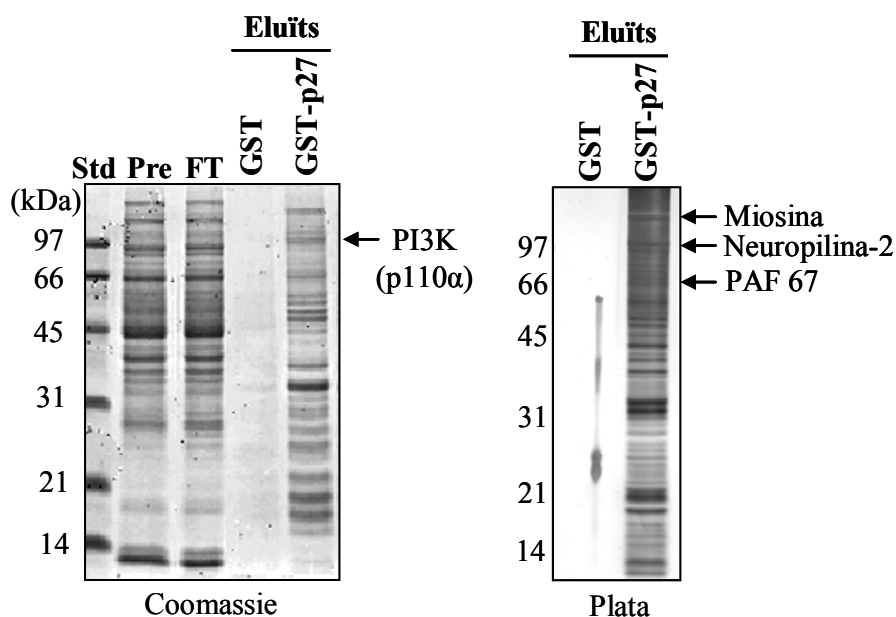 Eluïts
GST
GST-p27
Std Pre FT
(kDa)
97
66
45
31
21
14
PI3K
(p110α)
Coomassie
Eluïts
GST
GST-p27
97
66
45
31
21
14
Miosina
Neuropilina-2
PAF 67
Plata